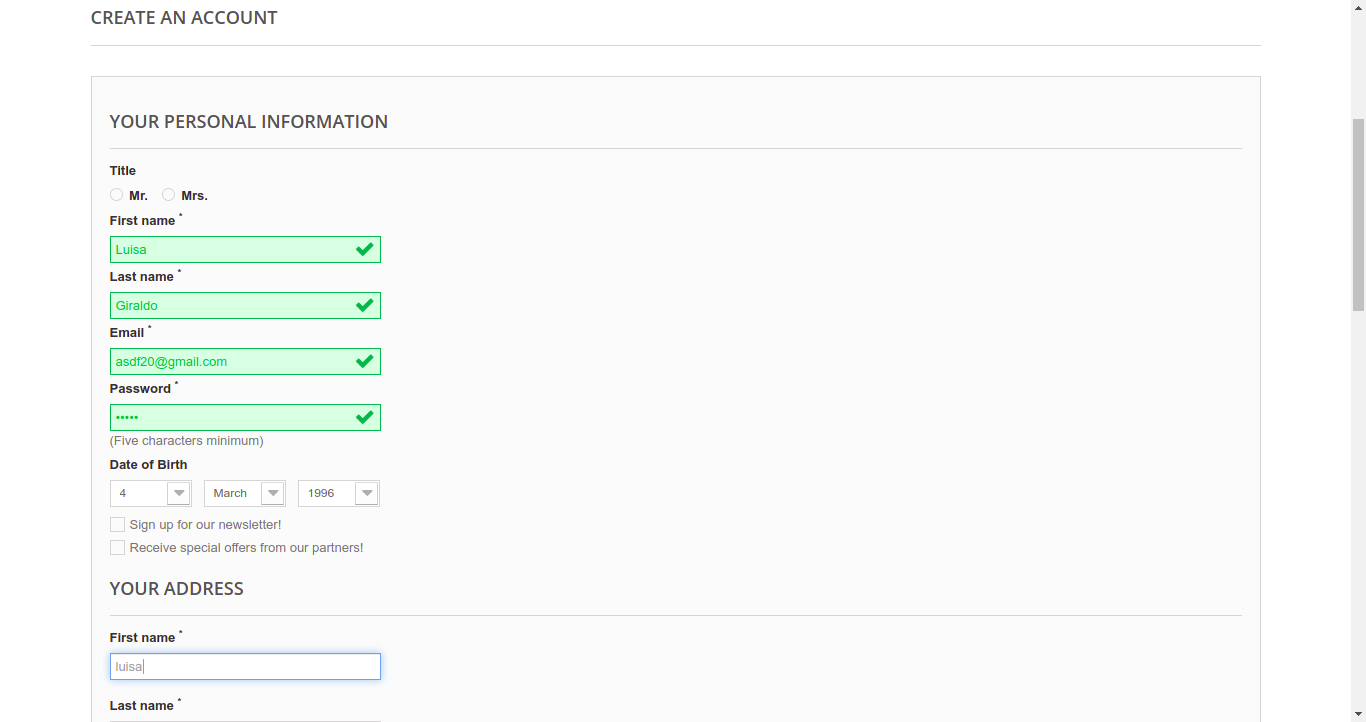 CREATE AN ACCOUNT
YOUR PERSONAL INFORMATION
Title
Mr. Mrs.
First name *
Luisa
Last name *
Giraldo
Email *
asdf20@gmail.com
Password *
•••••
(Five characters minimum)
Date of Birth
4 March 1996
Sign up for our newsletter!
Receive special offers from our partners!
YOUR ADDRESS
First name *
luisa
Last name *